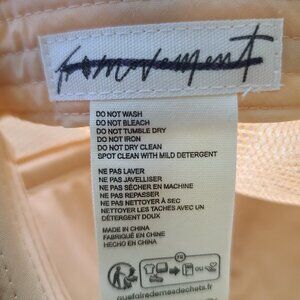 fp movement
DO NOT WASH
DO NOT BLEACH
DO NOT TUMBLE DRY
DO NOT IRON
DO NOT DRY CLEAN
SPOT CLEAN WITH MILD DETERGENT
NE PAS LAVER
NE PAS JAVELLISER
NE PAS SÉCHER EN MACHINE
NE PAS REPASSER
NE PAS NETTOYER À SEC
NETTOYER LES TACHES AVEC UN
DÉTERGENT DOUX
MADE IN CHINA
FABRIQUÉ EN CHINE
HECHO EN CHINA
FR
quefairedemesdechets.fr